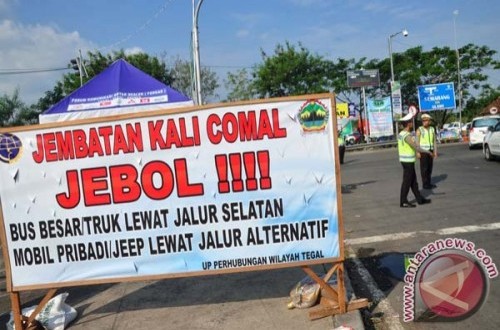 JEMBATAN KALI COMAL
JEBOL !!!!
BUS BESAR/TRUK LEWAT JALUR SELATAN
MOBIL PRIBADI/JEEP LEWAT JALUR ALTERNATIF
UP PERHUBUNGAN WILAYAH TEGAL
www.antaranews.com